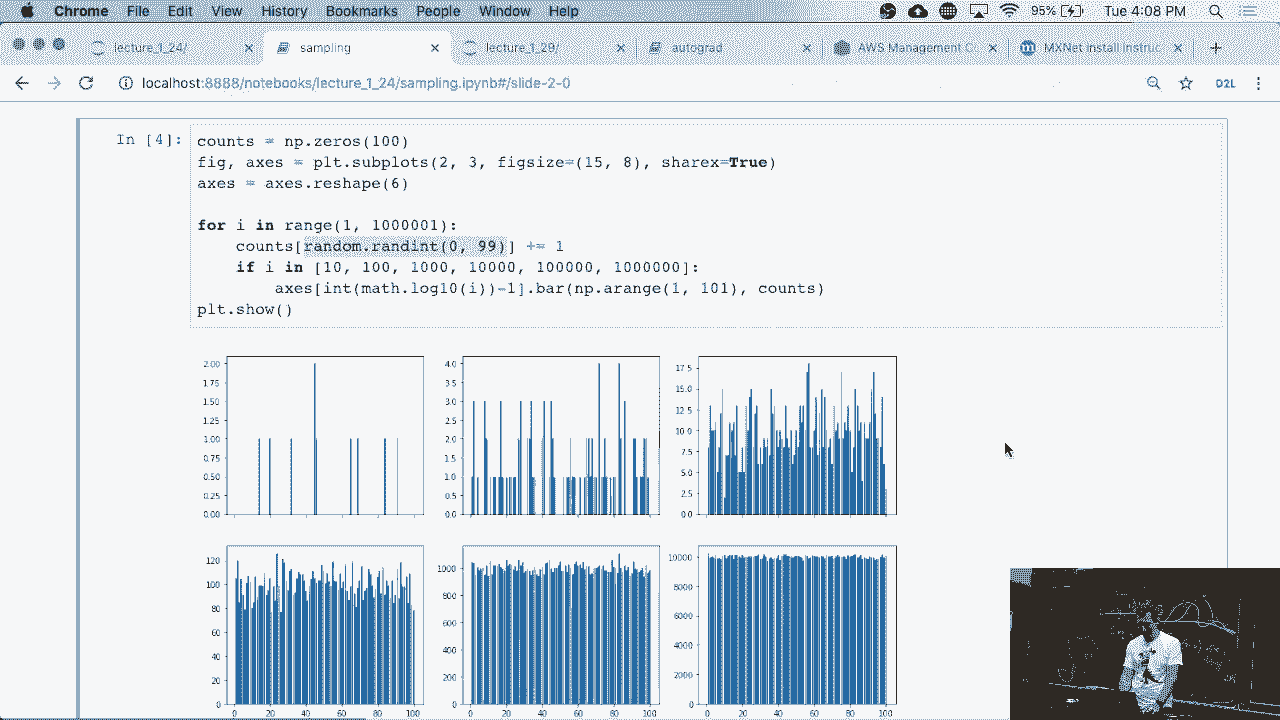 Chrome File Edit View History Bookmarks People Window Help 95% Tue 4:08 PM
lecture_1_24/ sampling lecture_1_29/ autograd AWS Management C MXNet Install Instruc
localhost:8888/notebooks/lecture_1_24/sampling.ipynb#/slide-2-0 D2L
In [4]: counts = np.zeros(100)
fig, axes = plt.subplots(2, 3, figsize=(15, 8), sharex=True)
axes = axes.reshape(6)
for i in range(1, 1000001):
counts[random.randint(0, 99)] += 1
if i in [10, 100, 1000, 10000, 100000, 1000000]:
axes[int(math.log10(i))-1].bar(np.arange(1, 101), counts)
plt.show()
2.00 4.0 17.5
1.75 3.5 15.0
1.50 3.0 12.5
1.25 2.5 10.0
1.00 2.0 7.5
0.75 1.5 5.0
0.50 1.0 2.5
0.25 0.5 0.0
0.00 0.0
120 1000 10000
100 800 8000
80 600 6000
60 400 4000
40 200 2000
20 0 0
0
0 20 40 60 80 100 0 20 40 60 80 100 0 20 40 60 80 100